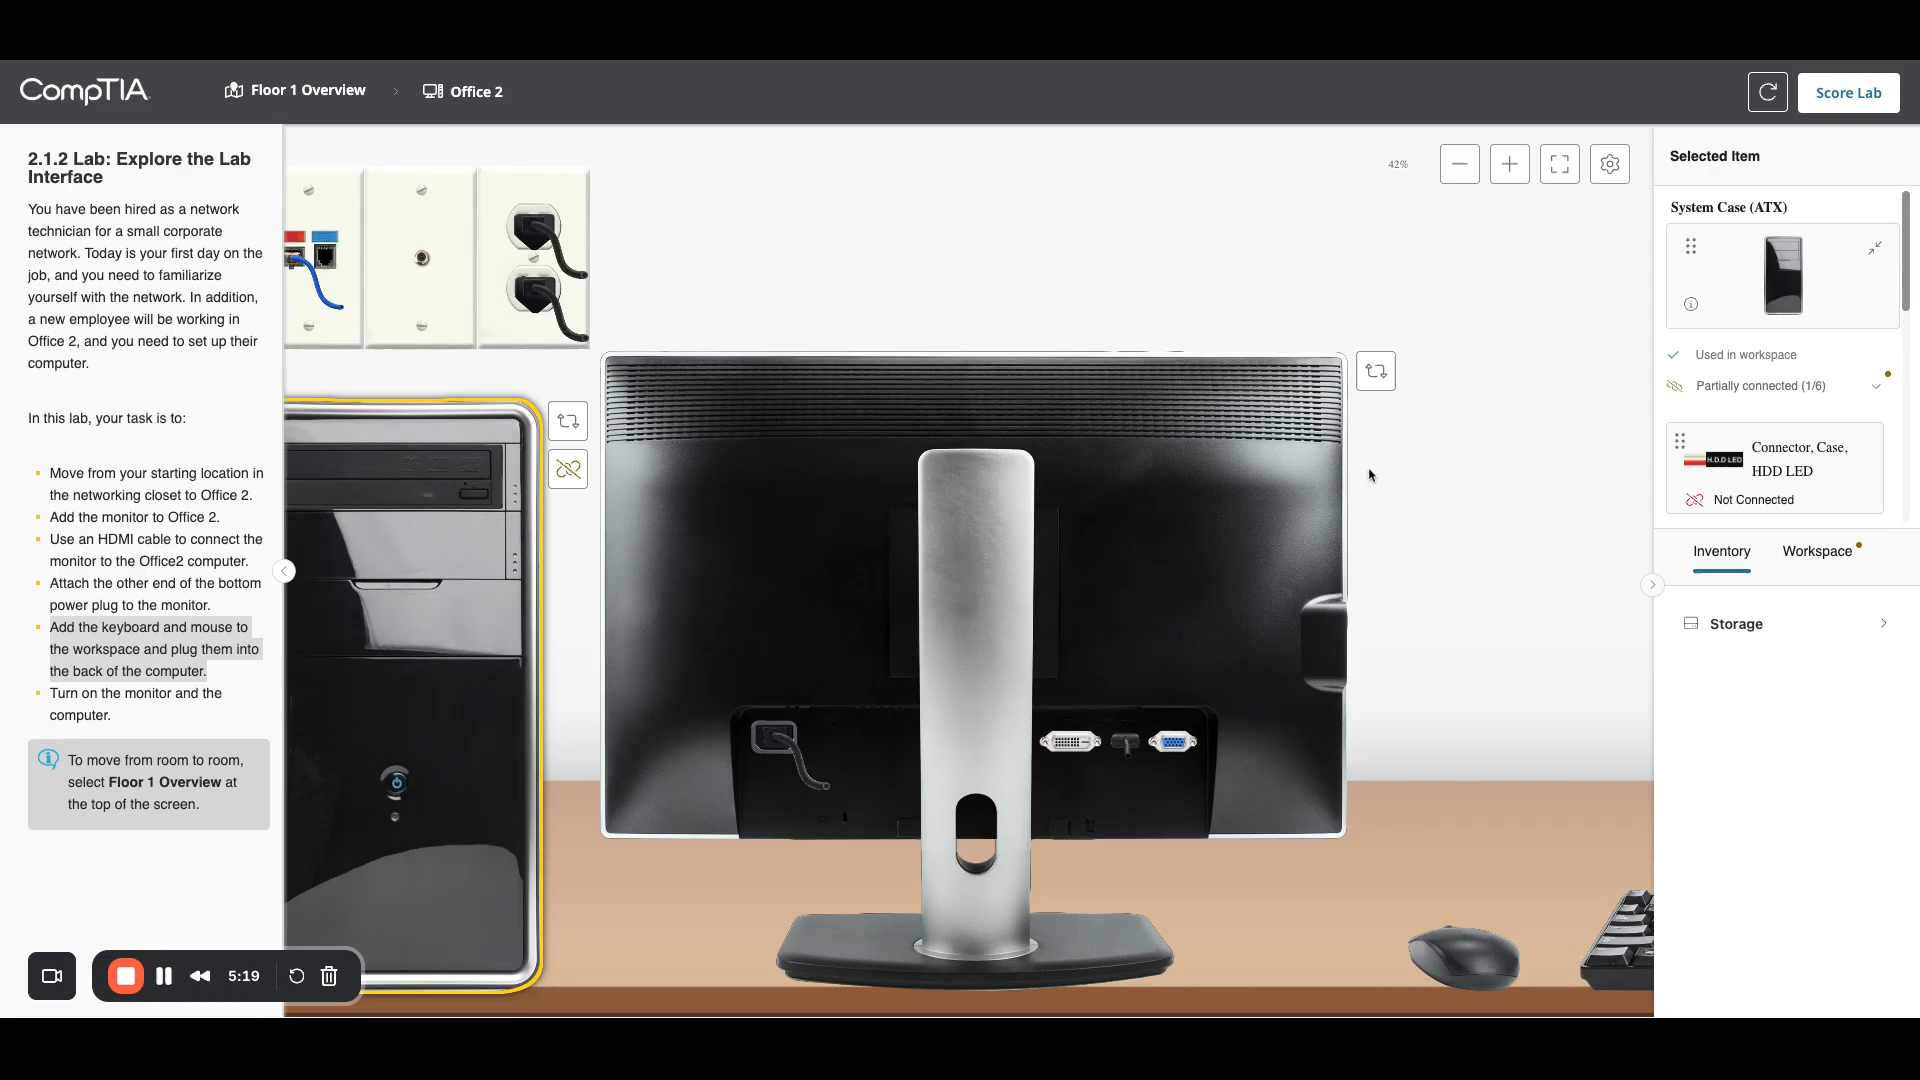 CompTIA.
Floor 1 Overview
Office 2
Score Lab
2.1.2 Lab: Explore the Lab
Interface
You have been hired as a network
technician for a small corporate
network. Today is your first day on the
job, and you need to familiarize
yourself with the network. In addition,
a new employee will be working in
Office 2, and you need to set up their
computer.
In this lab, your task is to:
Move from your starting location in
the networking closet to Office 2.
Add the monitor to Office 2.
Use an HDMI cable to connect the
monitor to the Office2 computer.
Attach the other end of the bottom
power plug to the monitor.
Add the keyboard and mouse to
the workspace and plug them into
the back of the computer.
Turn on the monitor and the
computer.
To move from room to room,
select Floor 1 Overview at
the top of the screen.
5:19
42%
Selected Item
System Case (ATX)
Used in workspace
Partially connected (1/6)
H.D.D LED
Connector, Case,
HDD LED
Not Connected
Inventory
Workspace
Storage